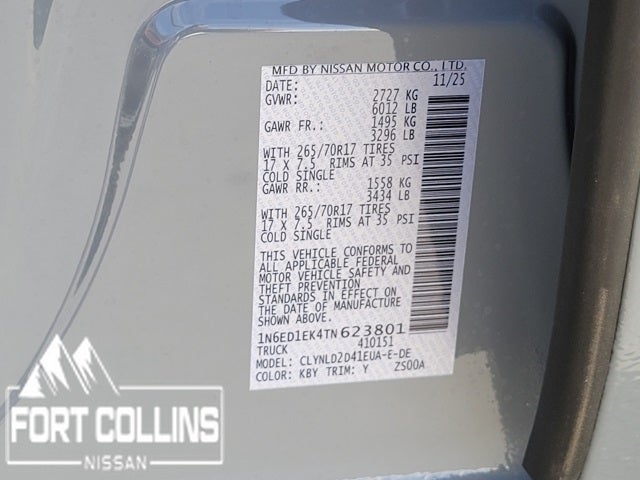 MFD BY NISSAN MOTOR CO., LTD.
DATE: 11/25
GVWR: 2727 KG
6012 LB
GAWR FR.: 1495 KG
3296 LB
WITH 265/70R17 TIRES
17 X 7.5 RIMS AT 35 PSI
COLD SINGLE
GAWR RR.: 1558 KG
3434 LB
WITH 265/70R17 TIRES
17 X 7.5 RIMS AT 35 PSI
COLD SINGLE
THIS VEHICLE CONFORMS TO
ALL APPLICABLE FEDERAL
MOTOR VEHICLE SAFETY AND
THEFT PREVENTION
STANDARDS IN EFFECT ON
THE DATE OF MANUFACTURE
SHOWN ABOVE.
1N6ED1EK4TN623801
TRUCK 410151
MODEL: CLYNLD2D41EUA-E-DE
COLOR: KBY TRIM: Y ZS00A
FORT COLLINS
NISSAN